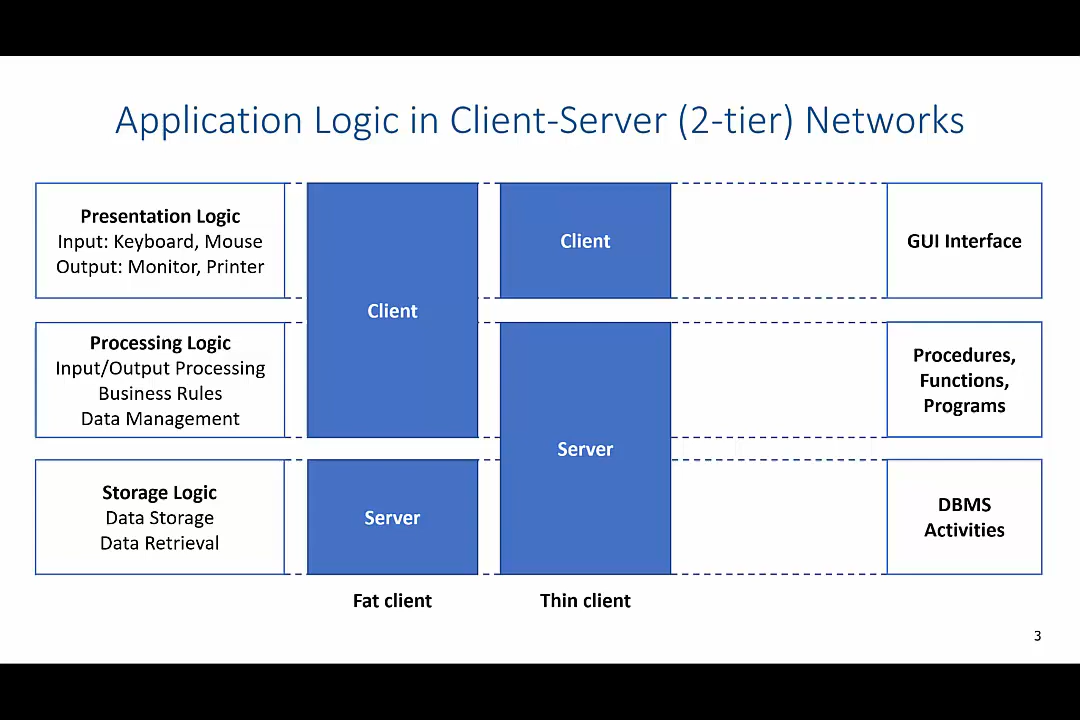 Application Logic in Client-Server (2-tier) Networks
Presentation Logic
Input: Keyboard, Mouse
Output: Monitor, Printer
Client
Client
GUI Interface
Processing Logic
Input/Output Processing
Business Rules
Data Management
Procedures,
Functions,
Programs
Server
Storage Logic
Data Storage
Data Retrieval
Server
DBMS
Activities
Fat client
Thin client
3